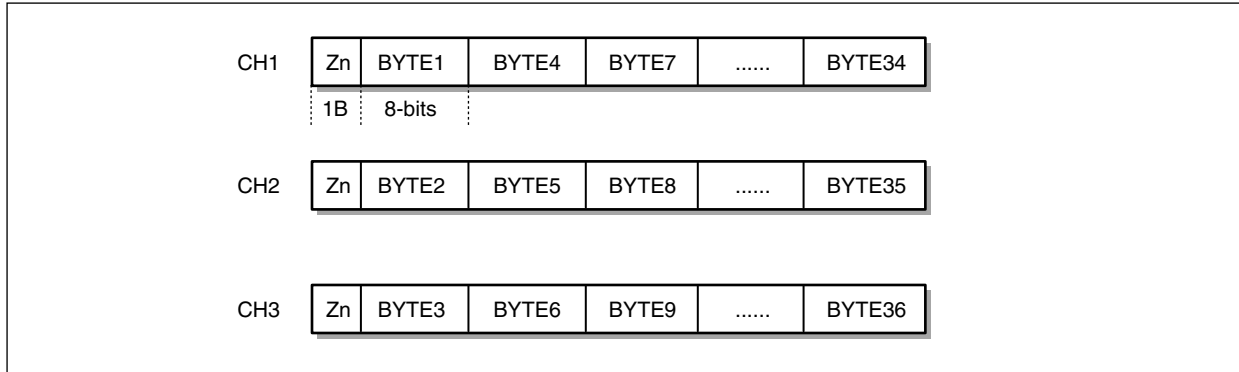 CH1 Zn BYTE1 BYTE4 BYTE7 ...... BYTE34
1B 8-bits
CH2 Zn BYTE2 BYTE5 BYTE8 ...... BYTE35
CH3 Zn BYTE3 BYTE6 BYTE9 ...... BYTE36